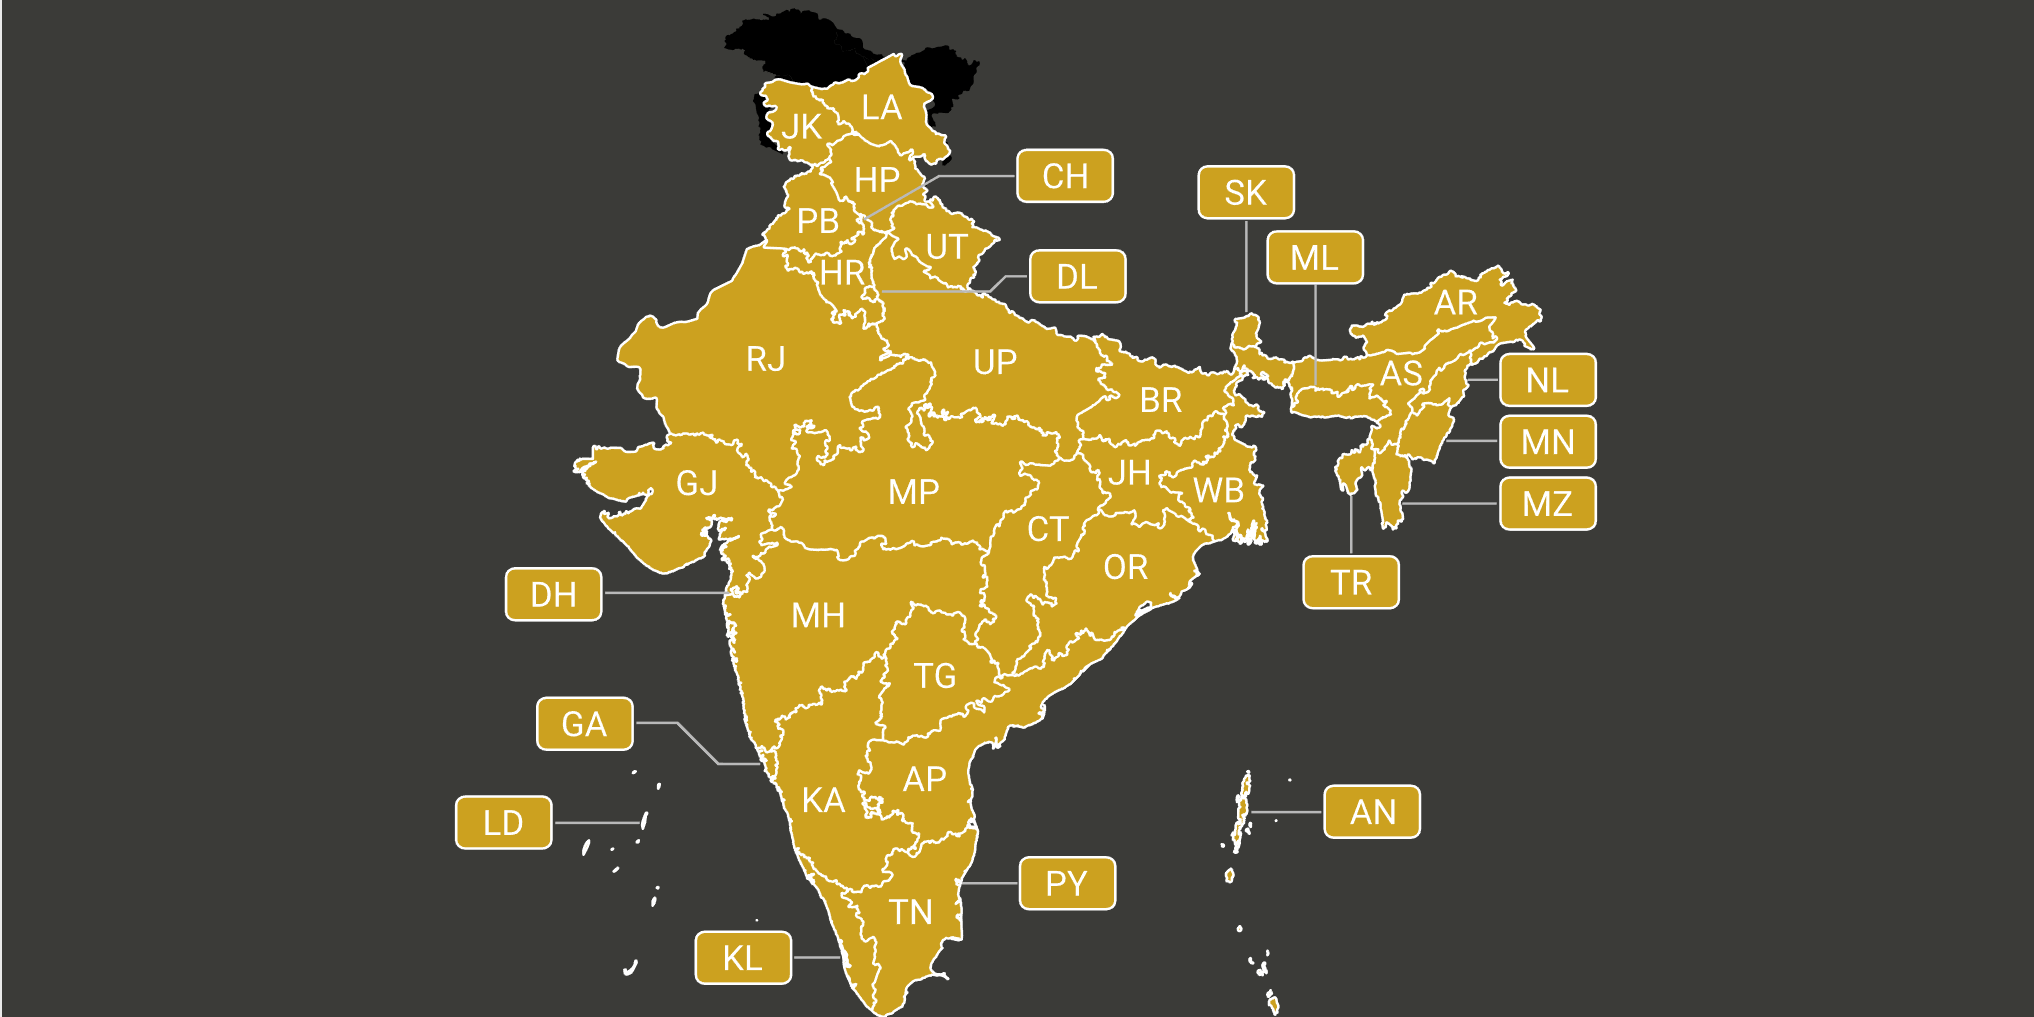 LA
JK
CH
HP
SK
PB
UT
ML
HR
DL
AR
RJ
UP
AS
NL
BR
MN
JH
GJ
MP
WB
MZ
CT
OR
TR
DH
MH
TG
GA
AP
KA
LD
AN
PY
TN
KL